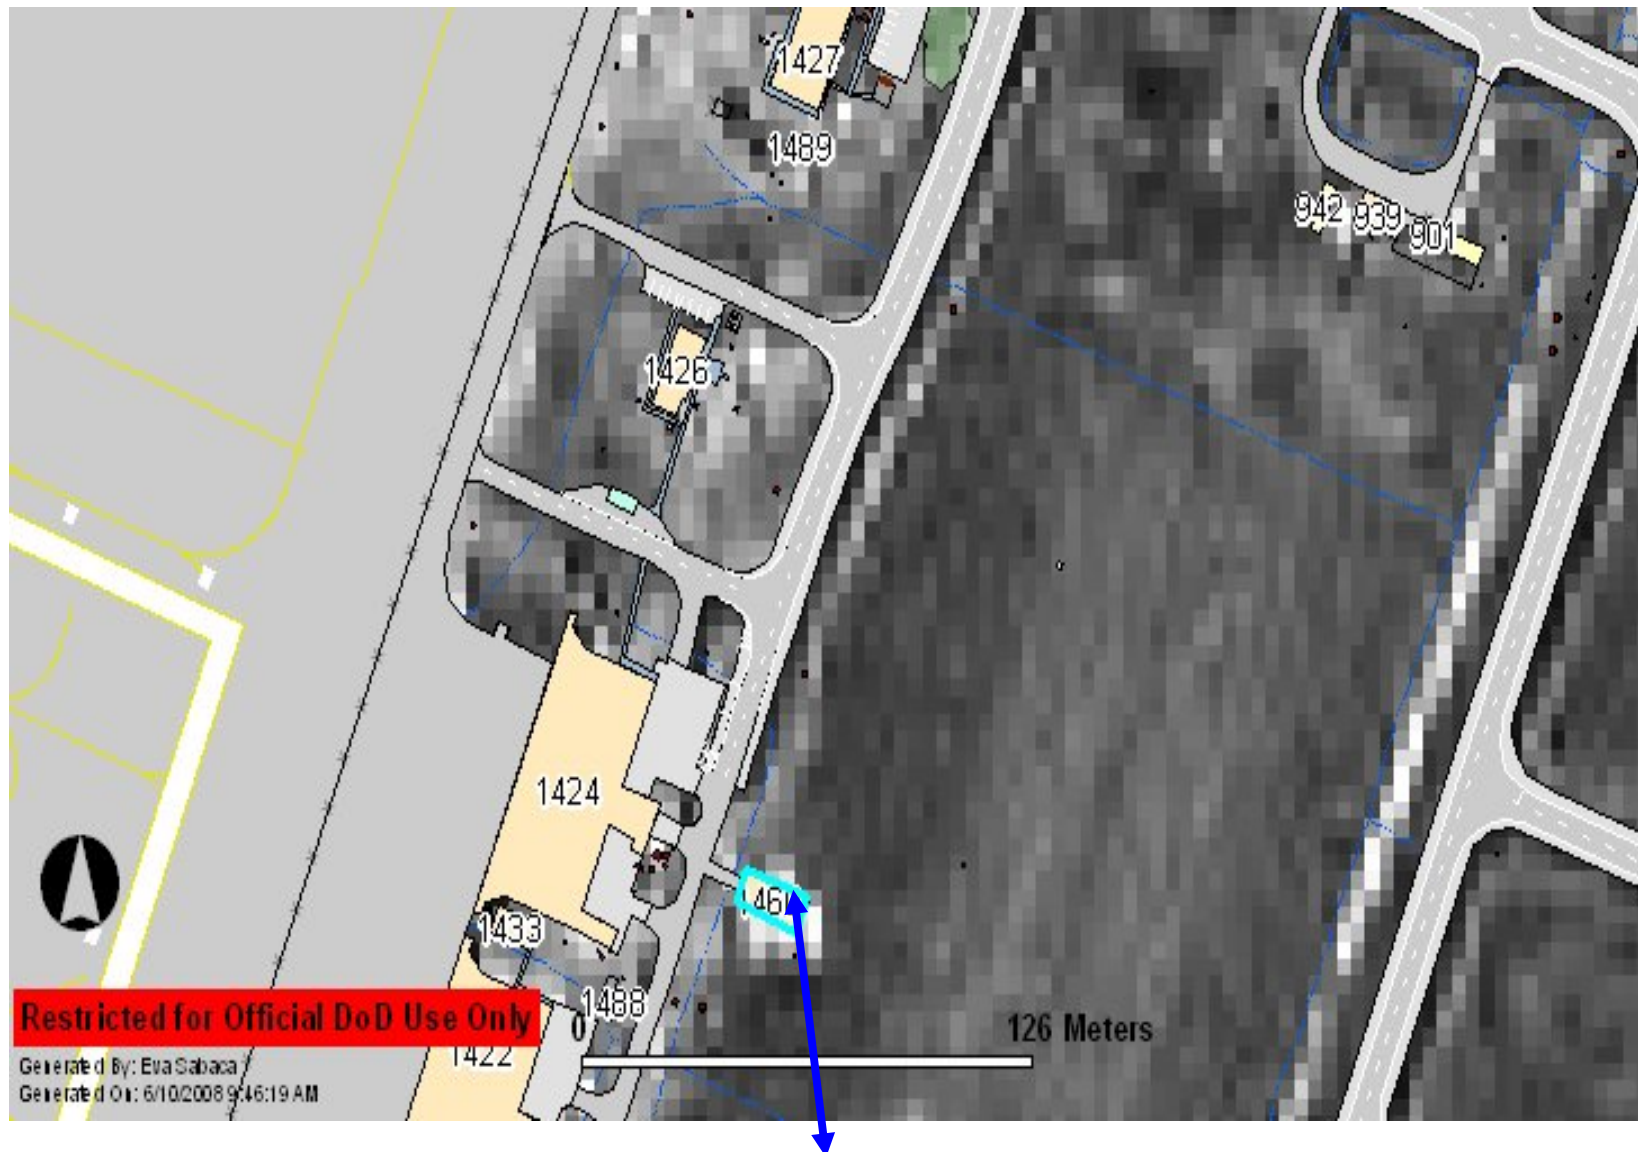 1427
1489
942 939 901
1426
1424
1433
1488
1422
Restricted for Official DoD Use Only
0 126 Meters
Generated By: Eva Sabaca
Generated On: 6/10/2008 9:46:19 AM